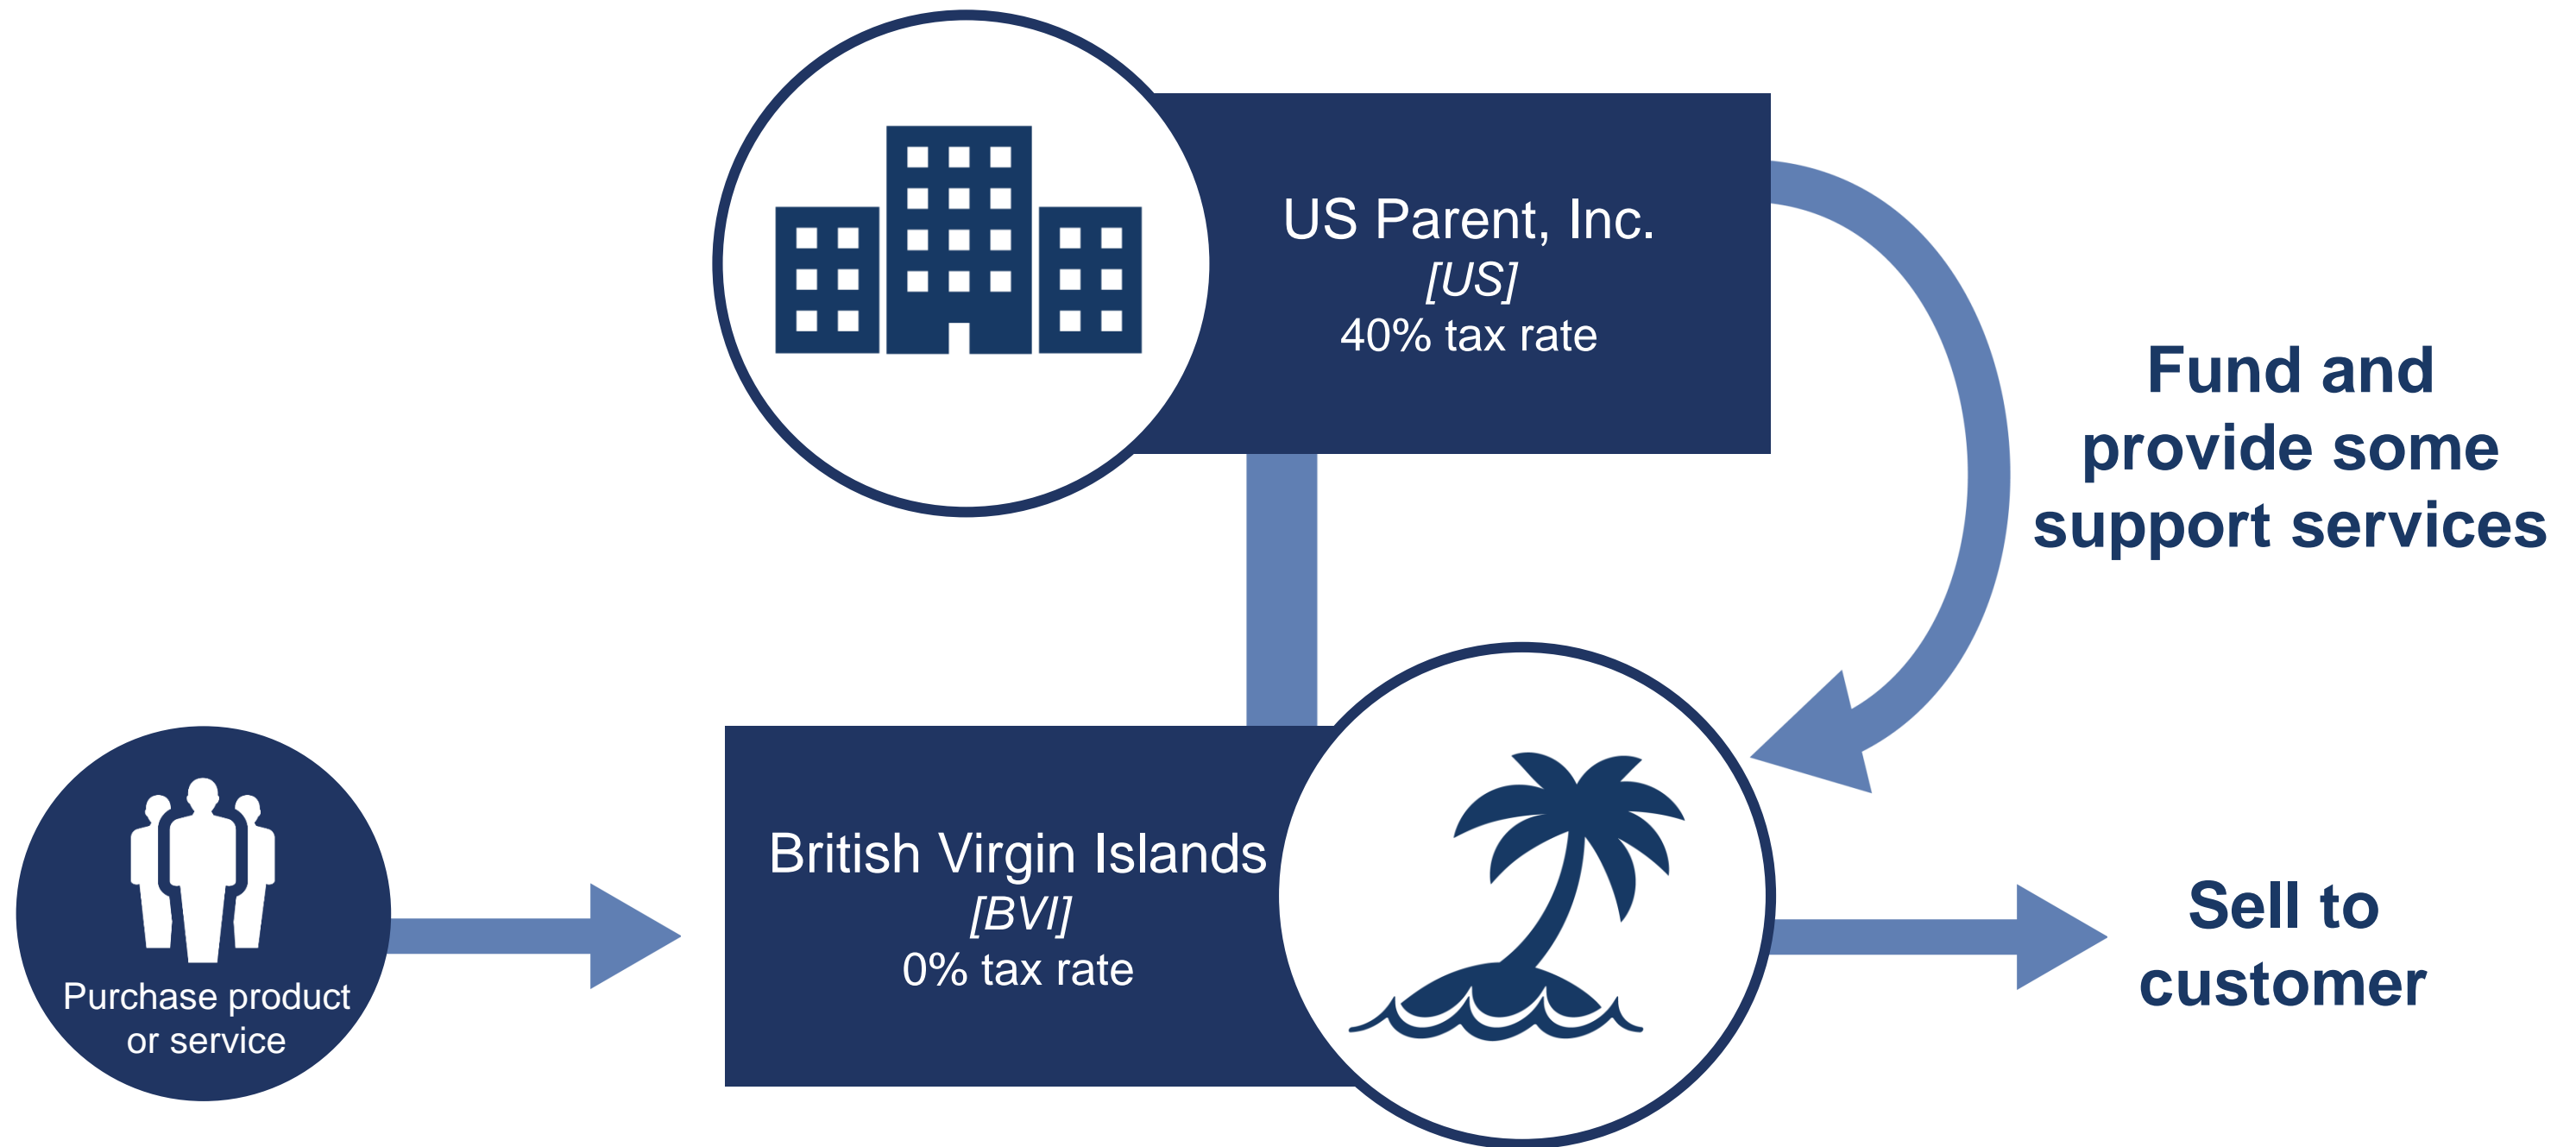 US Parent, Inc.
[US]
40% tax rate
Fund and
provide some
support services
Purchase product
or service
British Virgin Islands
[BVI]
0% tax rate
Sell to
customer